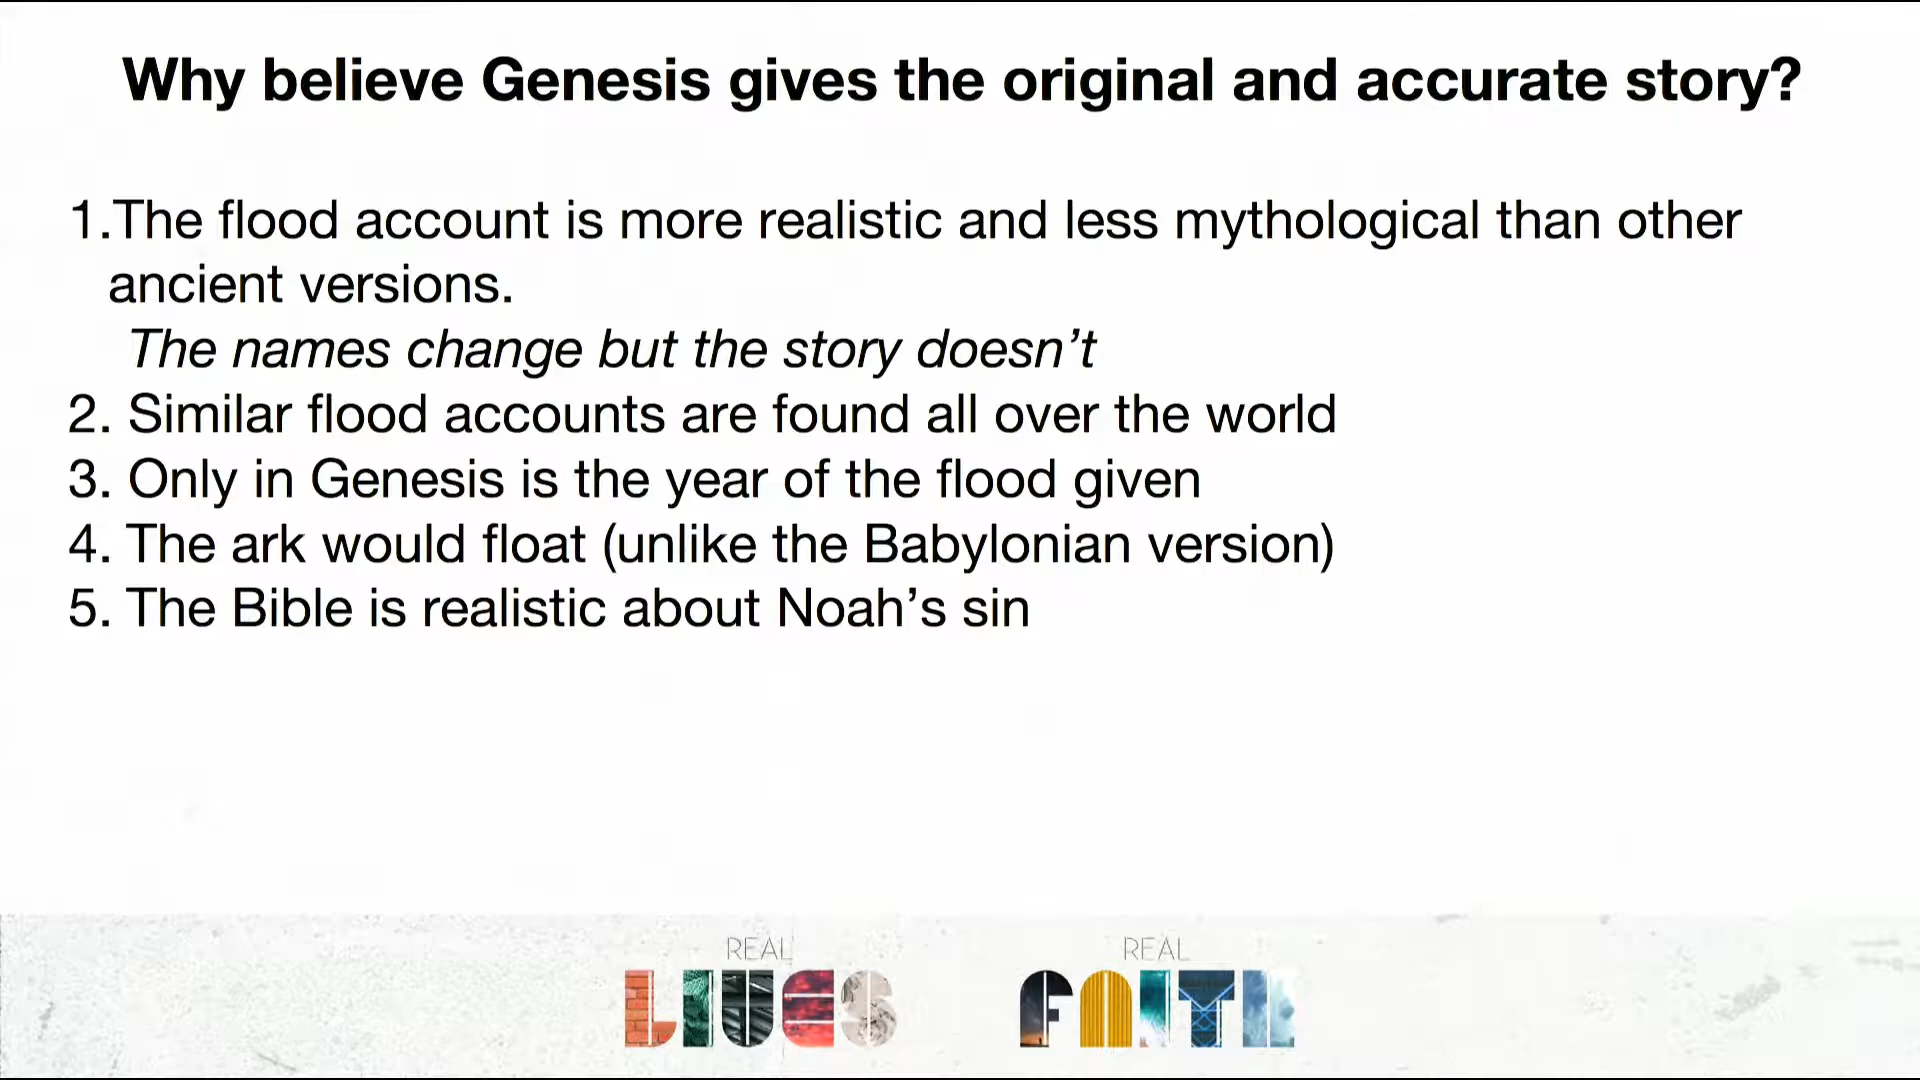 Why believe Genesis gives the original and accurate story?
1.The flood account is more realistic and less mythological than other
ancient versions.
The names change but the story doesn’t
2. Similar flood accounts are found all over the world
3. Only in Genesis is the year of the flood given
4. The ark would float (unlike the Babylonian version)
5. The Bible is realistic about Noah’s sin
REAL
LIVES
REAL
FAITH